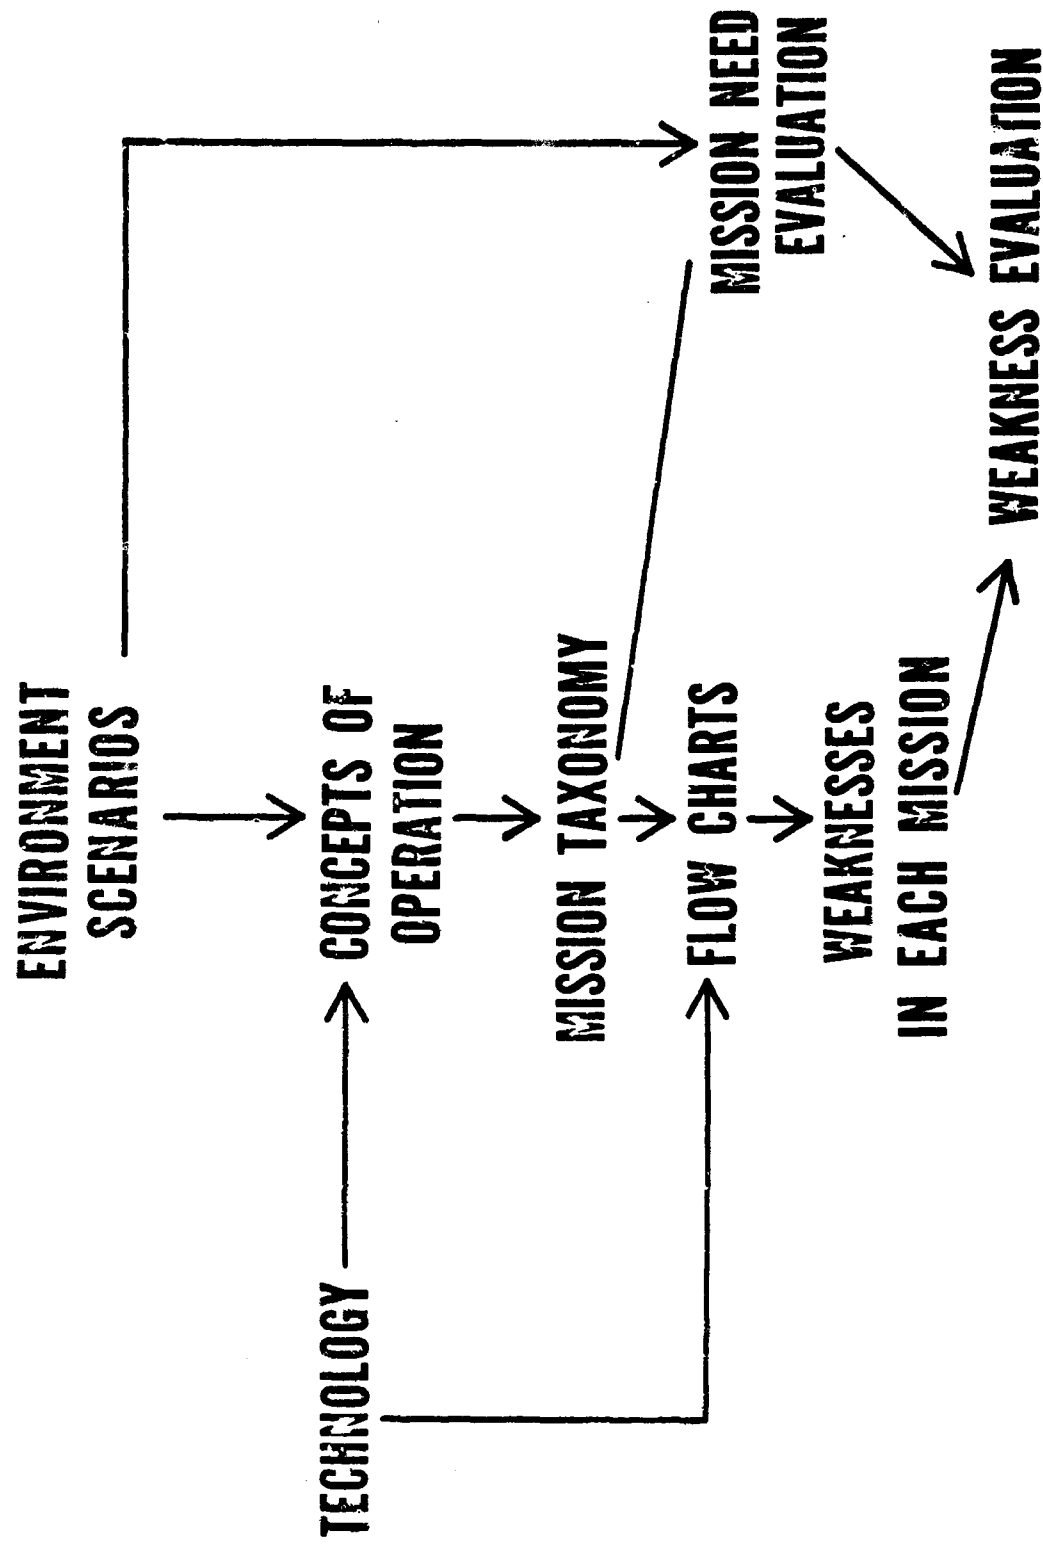 ENVIRONMENT
SCENARIOS
TECHNOLOGY
CONCEPTS OF
OPERATION
MISSION TAXONOMY
FLOW CHARTS
MISSION NEED
EVALUATION
WEAKNESSES
IN EACH MISSION
WEAKNESS EVALUATION